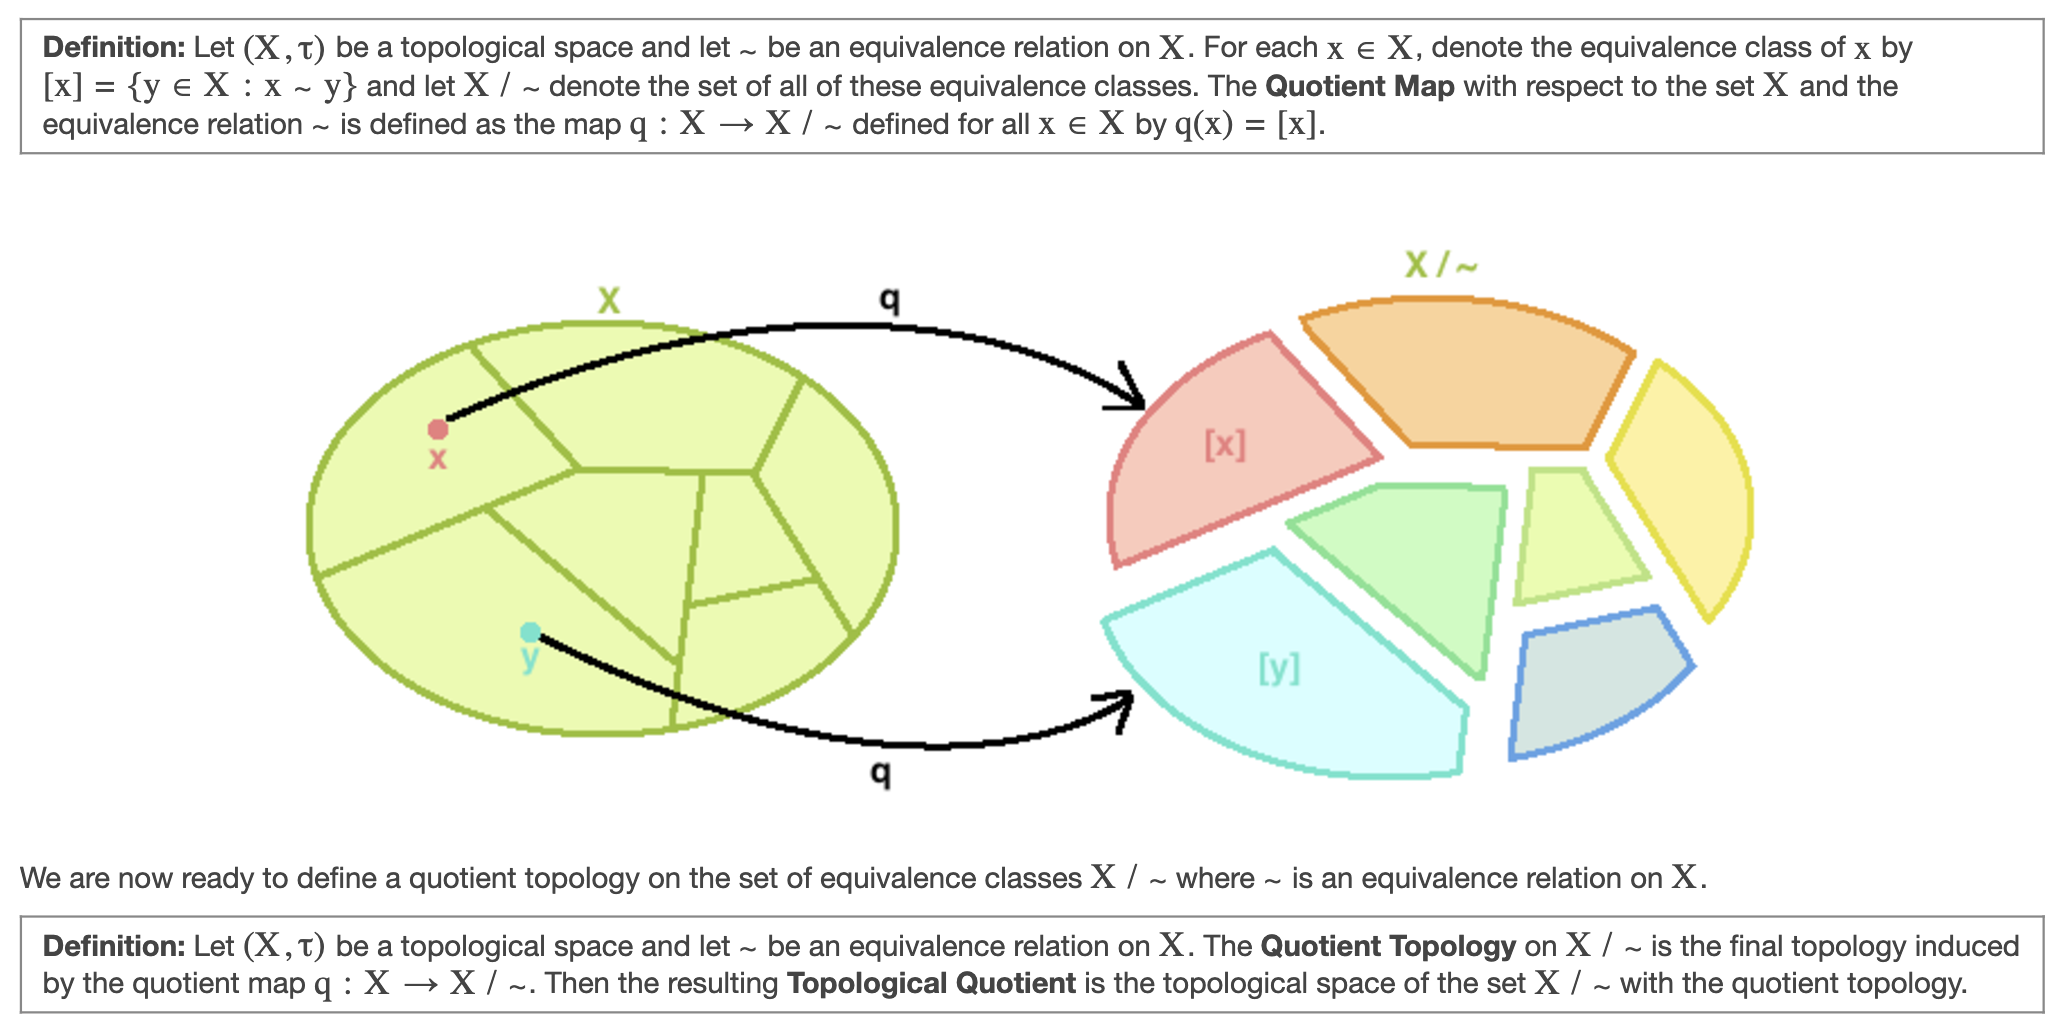 Definition: Let (X, τ) be a topological space and let ~ be an equivalence relation on X. For each x ∈ X, denote the equivalence class of x by
[x] = {y ∈ X : x ~ y} and let X / ~ denote the set of all of these equivalence classes. The Quotient Map with respect to the set X and the
equivalence relation ~ is defined as the map q : X → X / ~ defined for all x ∈ X by q(x) = [x].
X / ~
X
q
[x]
x
y
[y]
q
We are now ready to define a quotient topology on the set of equivalence classes X / ~ where ~ is an equivalence relation on X.
Definition: Let (X, τ) be a topological space and let ~ be an equivalence relation on X. The Quotient Topology on X / ~ is the final topology induced
by the quotient map q : X → X / ~. Then the resulting Topological Quotient is the topological space of the set X / ~ with the quotient topology.